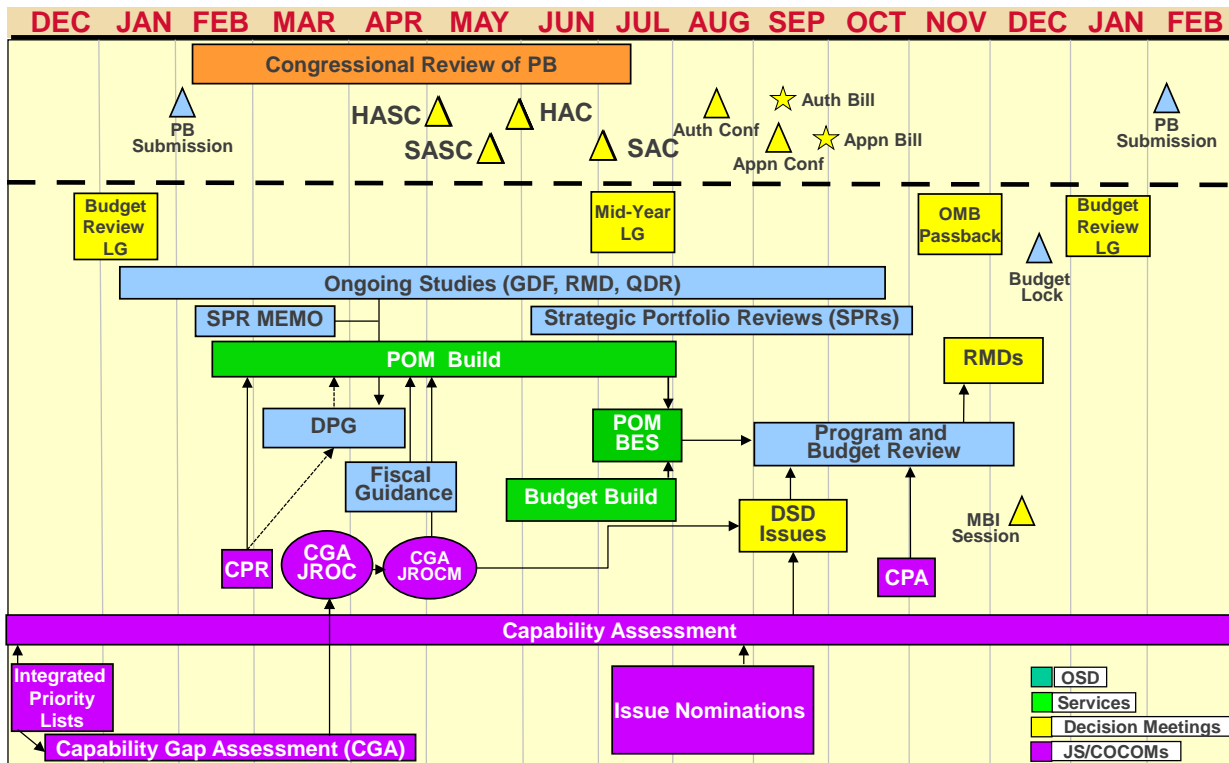 DEC JAN FEB MAR APR MAY JUN JUL AUG SEP OCT NOV DEC JAN FEB
Congressional Review of PB
PB
Submission
HASC
SASC
HAC
SAC
Auth Conf
Auth Bill
Appn Conf
Appn Bill
PB
Submission
Budget
Review
LG
Mid-Year
LG
OMB
Passback
Budget
Lock
Budget
Review
LG
Ongoing Studies (GDF, RMD, QDR)
SPR MEMO
Strategic Portfolio Reviews (SPRs)
POM Build
RMDs
DPG
POM
BES
Program and
Budget Review
Fiscal
Guidance
Budget Build
DSD
Issues
MBI
Session
CPR
CGA
JROC
CGA
JROCM
CPA
Capability Assessment
Integrated
Priority
Lists
Issue Nominations
Capability Gap Assessment (CGA)
OSD
Services
Decision Meetings
JS/COCOMs